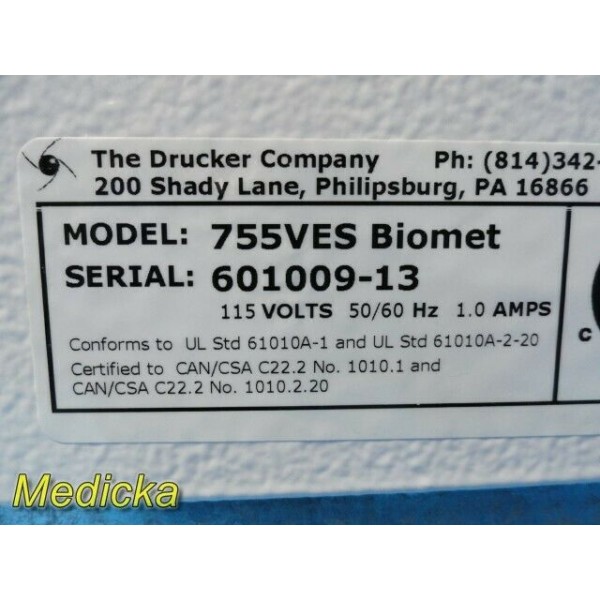 The Drucker Company Ph: (814)342-
200 Shady Lane, Philipsburg, PA 16866
MODEL: 755VES Biomet
SERIAL: 601009-13
115 VOLTS 50/60 Hz 1.0 AMPS
Conforms to UL Std 61010A-1 and UL Std 61010A-2-20
Certified to CAN/CSA C22.2 No. 1010.1 and
CAN/CSA C22.2 No. 1010.2.20
C
Medicka